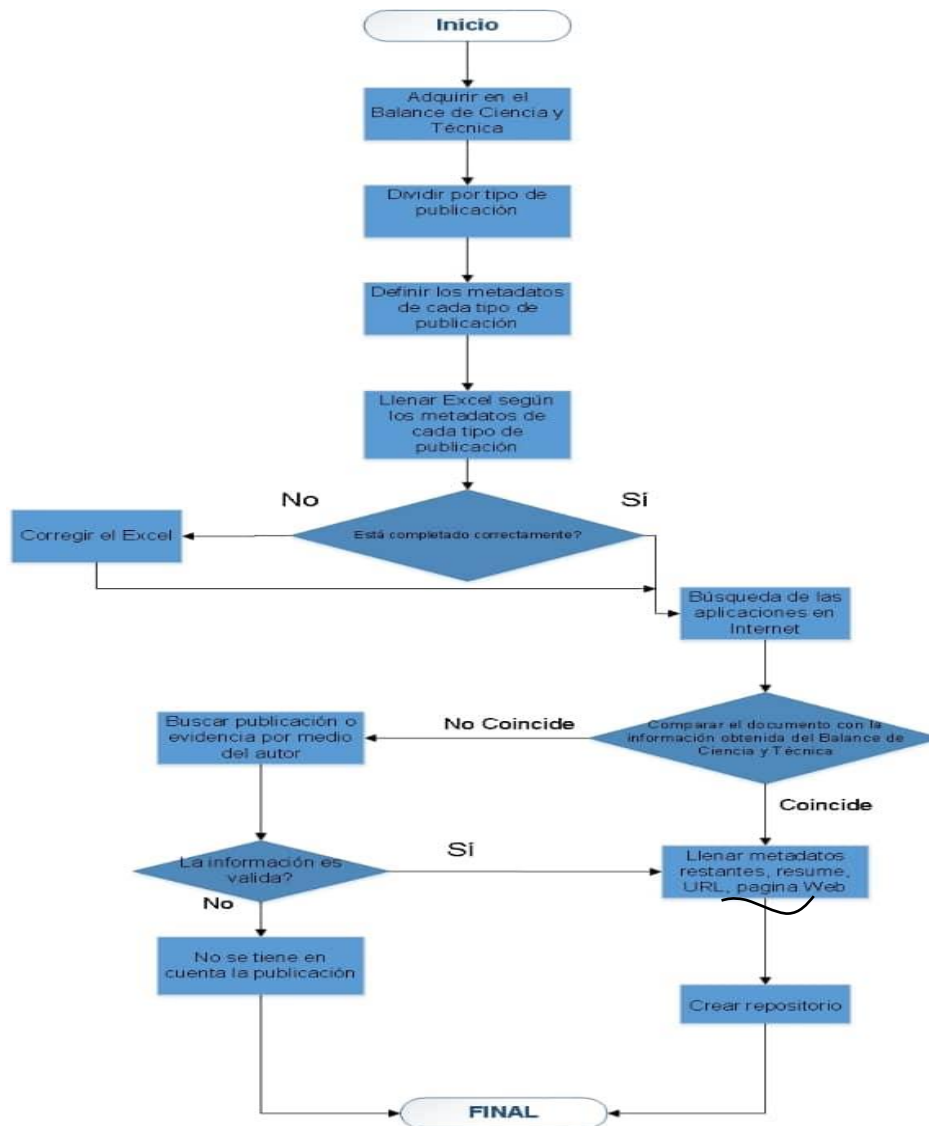 Inicio
Adquirir en el
Balance de Ciencia y
Técnica
Dividir por tipo de
publicación
Definir los metadatos
de cada tipo de
publicación
Llenar Excel según
los metadatos de
cada tipo de
publicación
No
Sí
Está completado correctamente?
Corregir el Excel
Búsqueda de las
aplicaciones en
Internet
Comparar el documento con la
información obtenida del Balance de
Ciencia y Técnica
No Coincide
Buscar publicación o
evidencia por medio
del autor
Coincide
La información es
valida?
Sí
No
Llenar metadatos
restantes, resume,
URL, pagina Web
No se tiene en
cuenta la publicación
Crear repositorio
FINAL